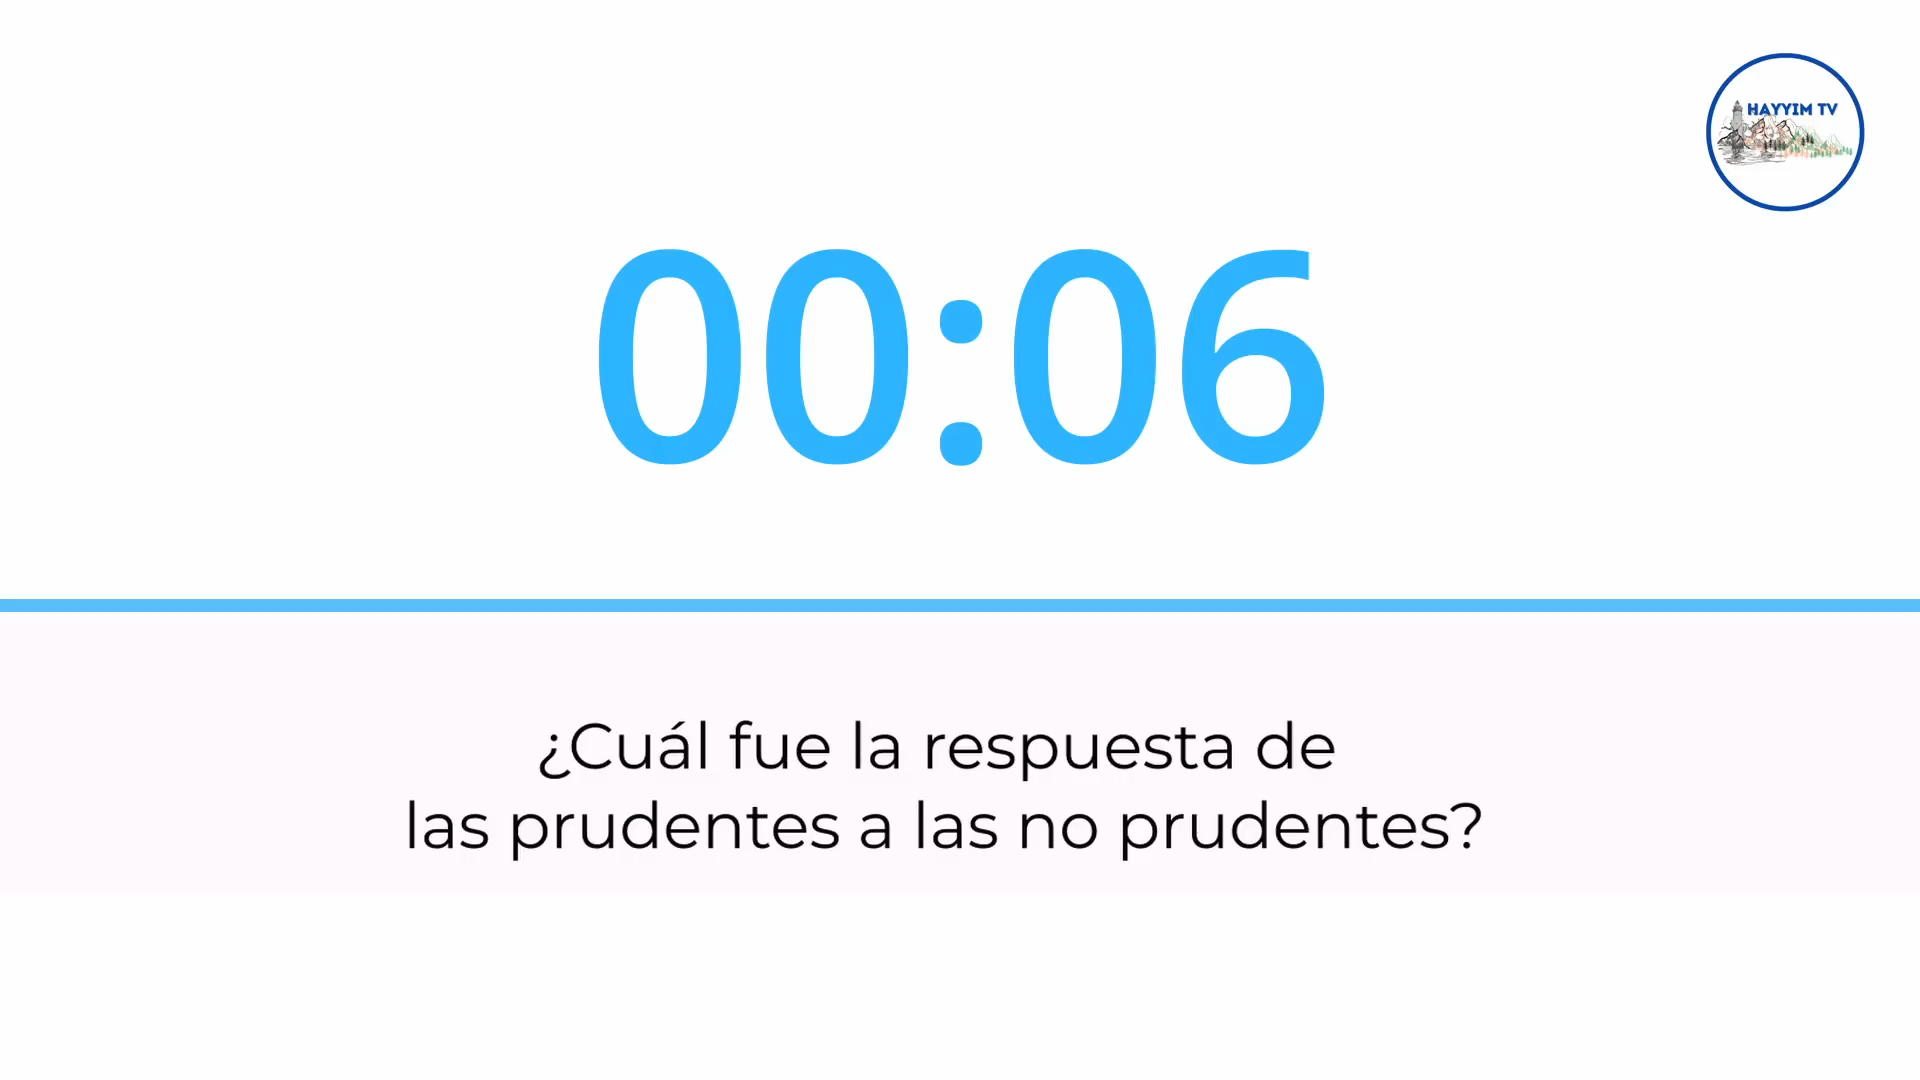 HAYYIM TV
00:06
¿Cuál fue la respuesta de
las prudentes a las no prudentes?